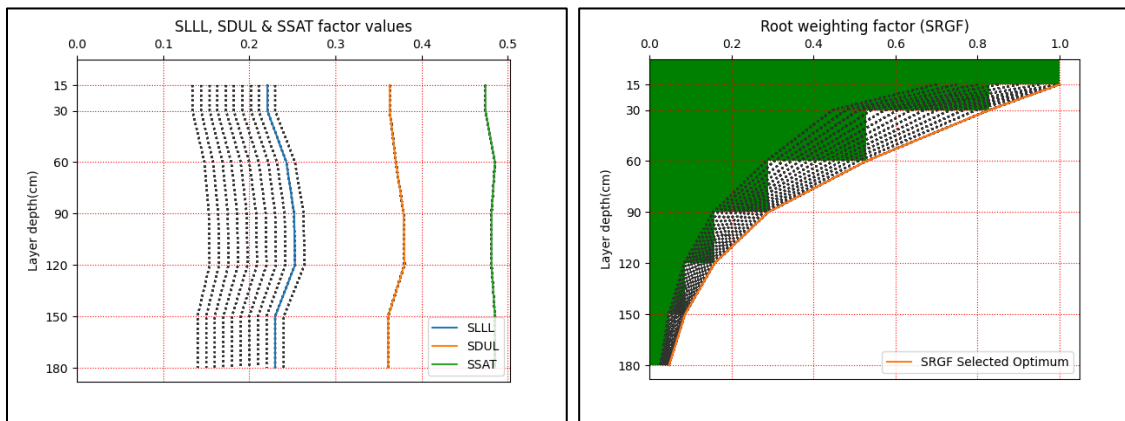 SLLL, SDUL & SSAT factor values
0.0 0.1 0.2 0.3 0.4 0.5
Layer depth(cm)
15
30
60
90
120
150
180
SLLL
SDUL
SSAT
Root weighting factor (SRGF)
0.0 0.2 0.4 0.6 0.8 1.0
Layer depth(cm)
15
30
60
90
120
150
180
SRGF Selected Optimum